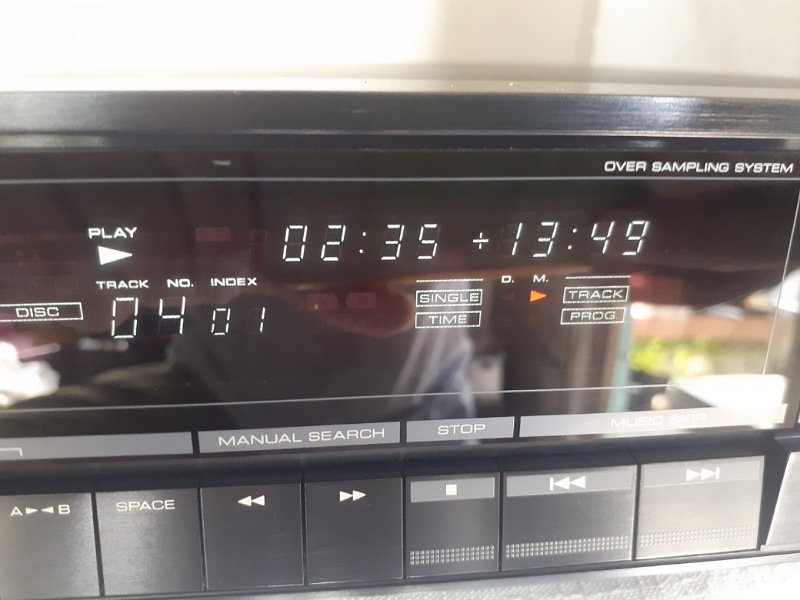 OVER SAMPLING SYSTEM
PLAY
02:35 ÷13:49
TRACK NO. INDEX
D. M.
DISC
04 01
SINGLE
TRACK
TIME
PROG
MANUAL SEARCH
STOP
MUSIC SKIP
A B
SPACE